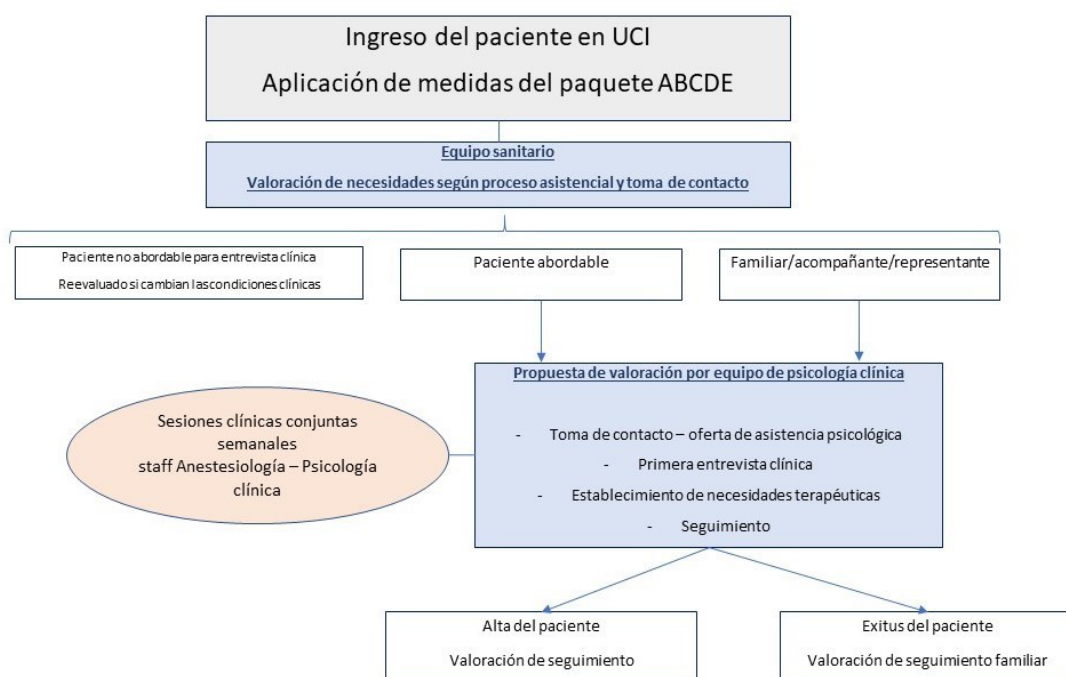 Ingreso del paciente en UCI
Aplicación de medidas del paquete ABCDE
Equipo sanitario
Valoración de necesidades según proceso asistencial y toma de contacto
Paciente no abordable para entrevista clínica
Reevaluado si cambian las condiciones clínicas
Paciente abordable
Familiar/acompañante/representante
Propuesta de valoración por equipo de psicología clínica
- Toma de contacto – oferta de asistencia psicológica
- Primera entrevista clínica
- Establecimiento de necesidades terapéuticas
- Seguimiento
Sesiones clínicas conjuntas
semanales
staff Anestesiología – Psicología
clínica
Alta del paciente
Valoración de seguimiento
Exitus del paciente
Valoración de seguimiento familiar